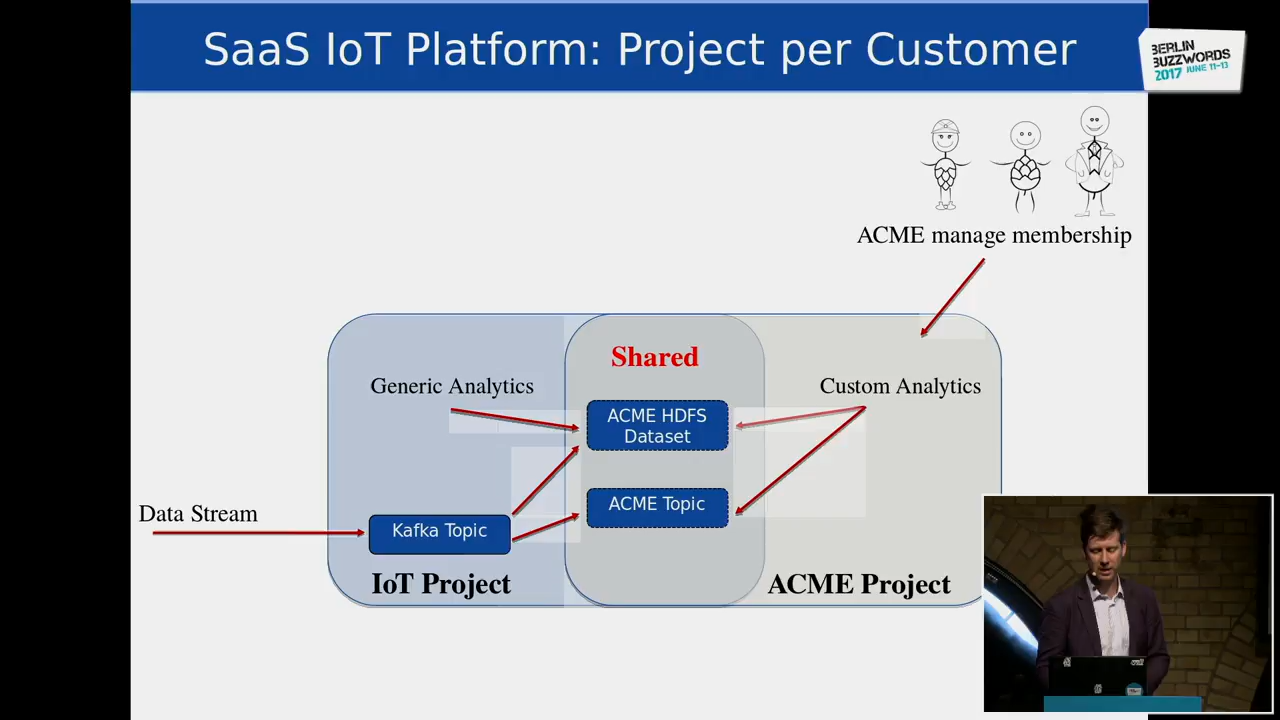 SaaS IoT Platform: Project per Customer
BERLIN
BUZZWORDS
2017 JUNE 11-13
ACME manage membership
Shared
Generic Analytics
Custom Analytics
ACME HDFS
Dataset
ACME Topic
Data Stream
Kafka Topic
IoT Project
ACME Project